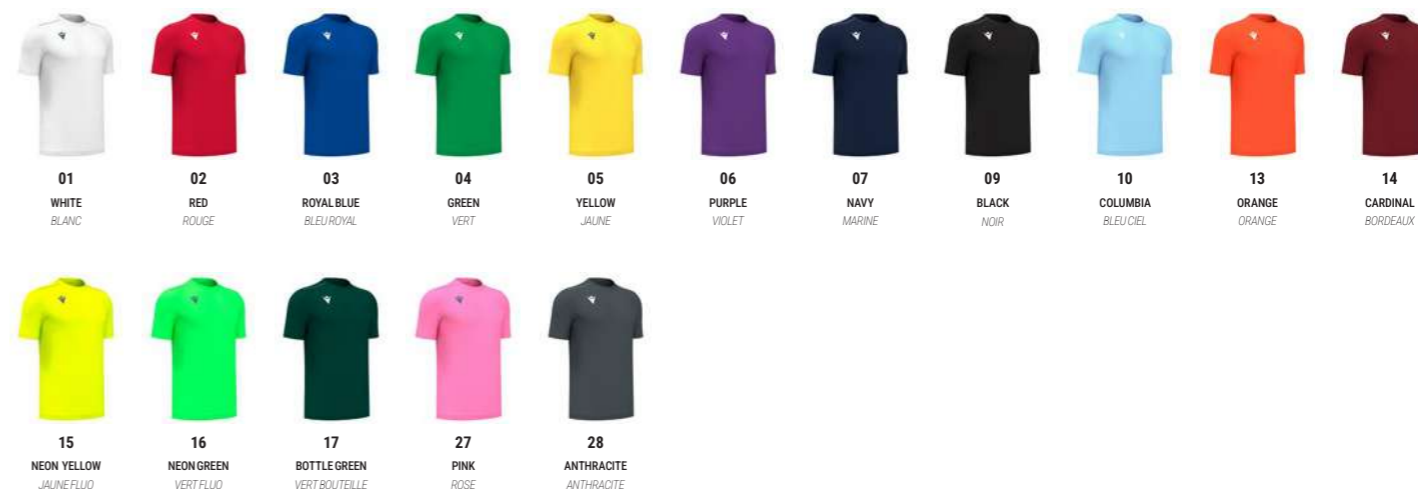 01 02 03 04 05 06 07 09 10 13 14
WHITE RED ROYAL BLUE GREEN YELLOW PURPLE NAVY BLACK COLUMBIA ORANGE CARDINAL
BLANC ROUGE BLEU ROYAL VERT JAUNE VIOLET MARINE NOIR BLEU CIEL ORANGE BORDEAUX
15 16 17 27 28
NEON YELLOW NEON GREEN BOTTLE GREEN PINK ANTHRACITE
JAUNE FLUO VERT FLUO VERT BOUTEILLE ROSE ANTHRACITE